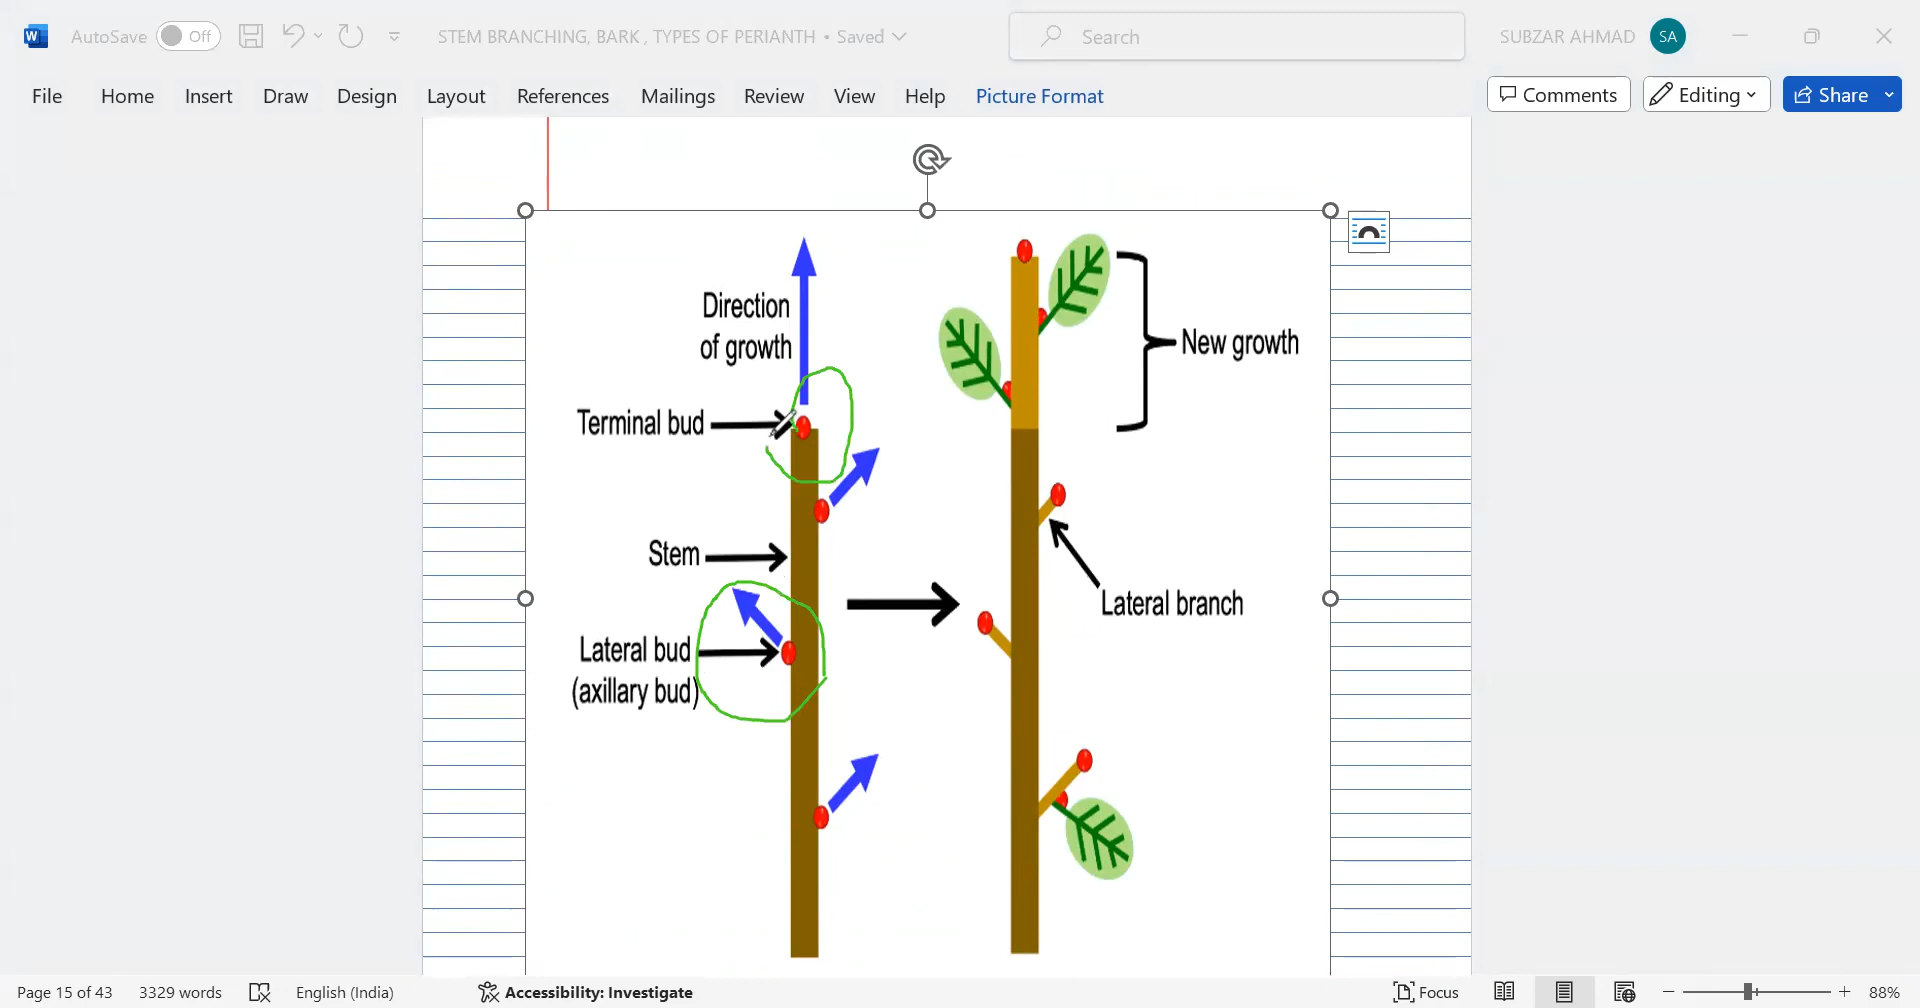 W AutoSave Off STEM BRANCHING, BARK , TYPES OF PERIANTH • Saved Search SUBZAR AHMAD SA
File Home Insert Draw Design Layout References Mailings Review View Help Picture Format Comments Editing Share
Direction
of growth
Terminal bud
Stem
Lateral bud
(axillary bud)
New growth
Lateral branch
Page 15 of 43 3329 words English (India) Accessibility: Investigate Focus 88%